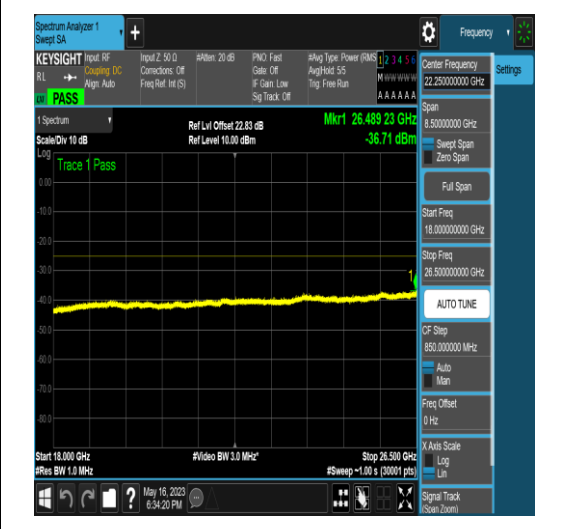 Spectrum Analyzer 1
Swept SA
+
Frequency
KEYSIGHT
Input: RF
Input Z: 50 Ω
#Atten: 20 dB
PNO: Fast
#Avg Type: Power (RMS
1 2 3 4 5 6
RL
Coupling: DC
Corrections: Off
Gate: Off
Avg|Hold: 5/5
M W W W W W
Align: Auto
Freq Ref: Int (S)
IF Gain: Low
Trig: Free Run
Sig Track: Off
A A A A A A
PASS
1 Spectrum
Scale/Div 10 dB
Ref Lvl Offset 22.83 dB
Ref Level 10.00 dBm
Mkr1 26.489 23 GHz
-36.71 dBm
Log
Trace 1 Pass
0.00
-10.0
-20.0
-30.0
1
-40.0
-50.0
-60.0
-70.0
-80.0
Start 18.000 GHz
#Video BW 3.0 MHz*
Stop 26.500 GHz
#Res BW 1.0 MHz
#Sweep ~1.00 s (30001 pts)
May 16, 2023
6:34:20 PM
?
Center Frequency
22.250000000 GHz
Settings
Span
8.50000000 GHz
Swept Span
Zero Span
Full Span
Start Freq
18.000000000 GHz
Stop Freq
26.500000000 GHz
AUTO TUNE
CF Step
850.000000 MHz
Auto
Man
Freq Offset
0 Hz
X Axis Scale
Log
Lin
Signal Track
(Span Zoom)